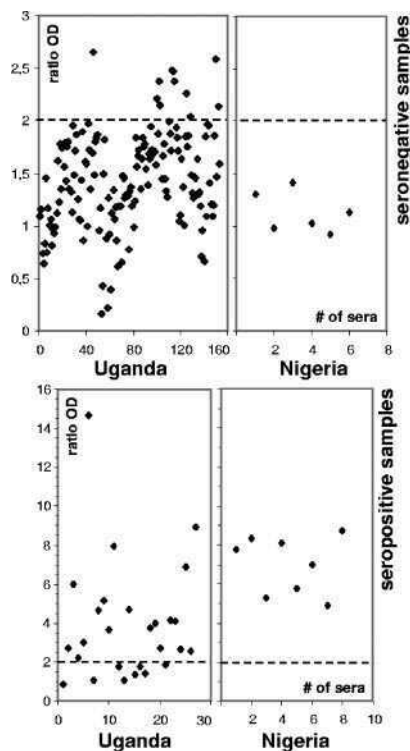 3
2,5
2
1,5
1
0,5
0
ratio OD
0 40 80 120 160
Uganda
# of sera
2 4 6 8
Nigeria
seronegative samples
16
14
12
10
8
6
4
2
0
ratio OD
0 10 20 30
Uganda
# of sera
2 4 6 8 10
Nigeria
seropositive samples